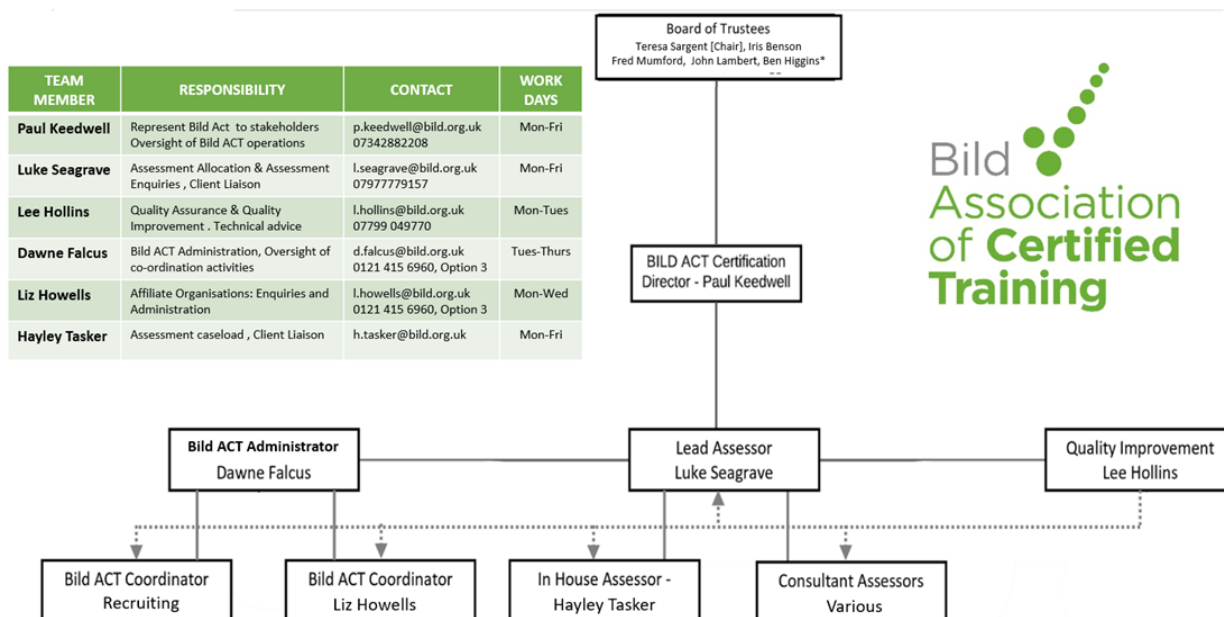 Board of Trustees
Teresa Sargent [Chair], Iris Benson
Fred Mumford, John Lambert, Ben Higgins*
TEAM MEMBER RESPONSIBILITY CONTACT WORK DAYS
Paul Keedwell Represent Bild Act to stakeholders p.keedwell@bild.org.uk Mon-Fri
Oversight of Bild ACT operations 07342882208
Luke Seagrave Assessment Allocation & Assessment l.seagrave@bild.org.uk Mon-Fri
Enquiries , Client Liaison 07977779157
Lee Hollins Quality Assurance & Quality l.hollins@bild.org.uk Mon-Tues
Improvement . Technical advice 07799 049770
Dawne Falcus Bild ACT Administration, Oversight of d.falcus@bild.org.uk Tues-Thurs
co-ordination activities 0121 415 6960, Option 3
Liz Howells Affiliate Organisations: Enquiries and l.howells@bild.org.uk Mon-Wed
Administration 0121 415 6960, Option 3
Hayley Tasker Assessment caseload , Client Liaison h.tasker@bild.org.uk Mon-Fri
Bild
Association
of Certified
Training
BILD ACT Certification
Director - Paul Keedwell
Bild ACT Administrator
Dawne Falcus
Lead Assessor
Luke Seagrave
Quality Improvement
Lee Hollins
Bild ACT Coordinator
Recruiting
Bild ACT Coordinator
Liz Howells
In House Assessor -
Hayley Tasker
Consultant Assessors
Various